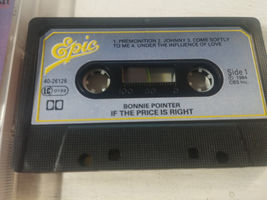 Epic
1. PREMONITION 2. JOHNNY 3. COME SOFTLY
TO ME 4. UNDER THE INFLUENCE OF LOVE
40-26128
Side 1
℗ 1984
CBS Inc.
BONNIE POINTER
IF THE PRICE IS RIGHT